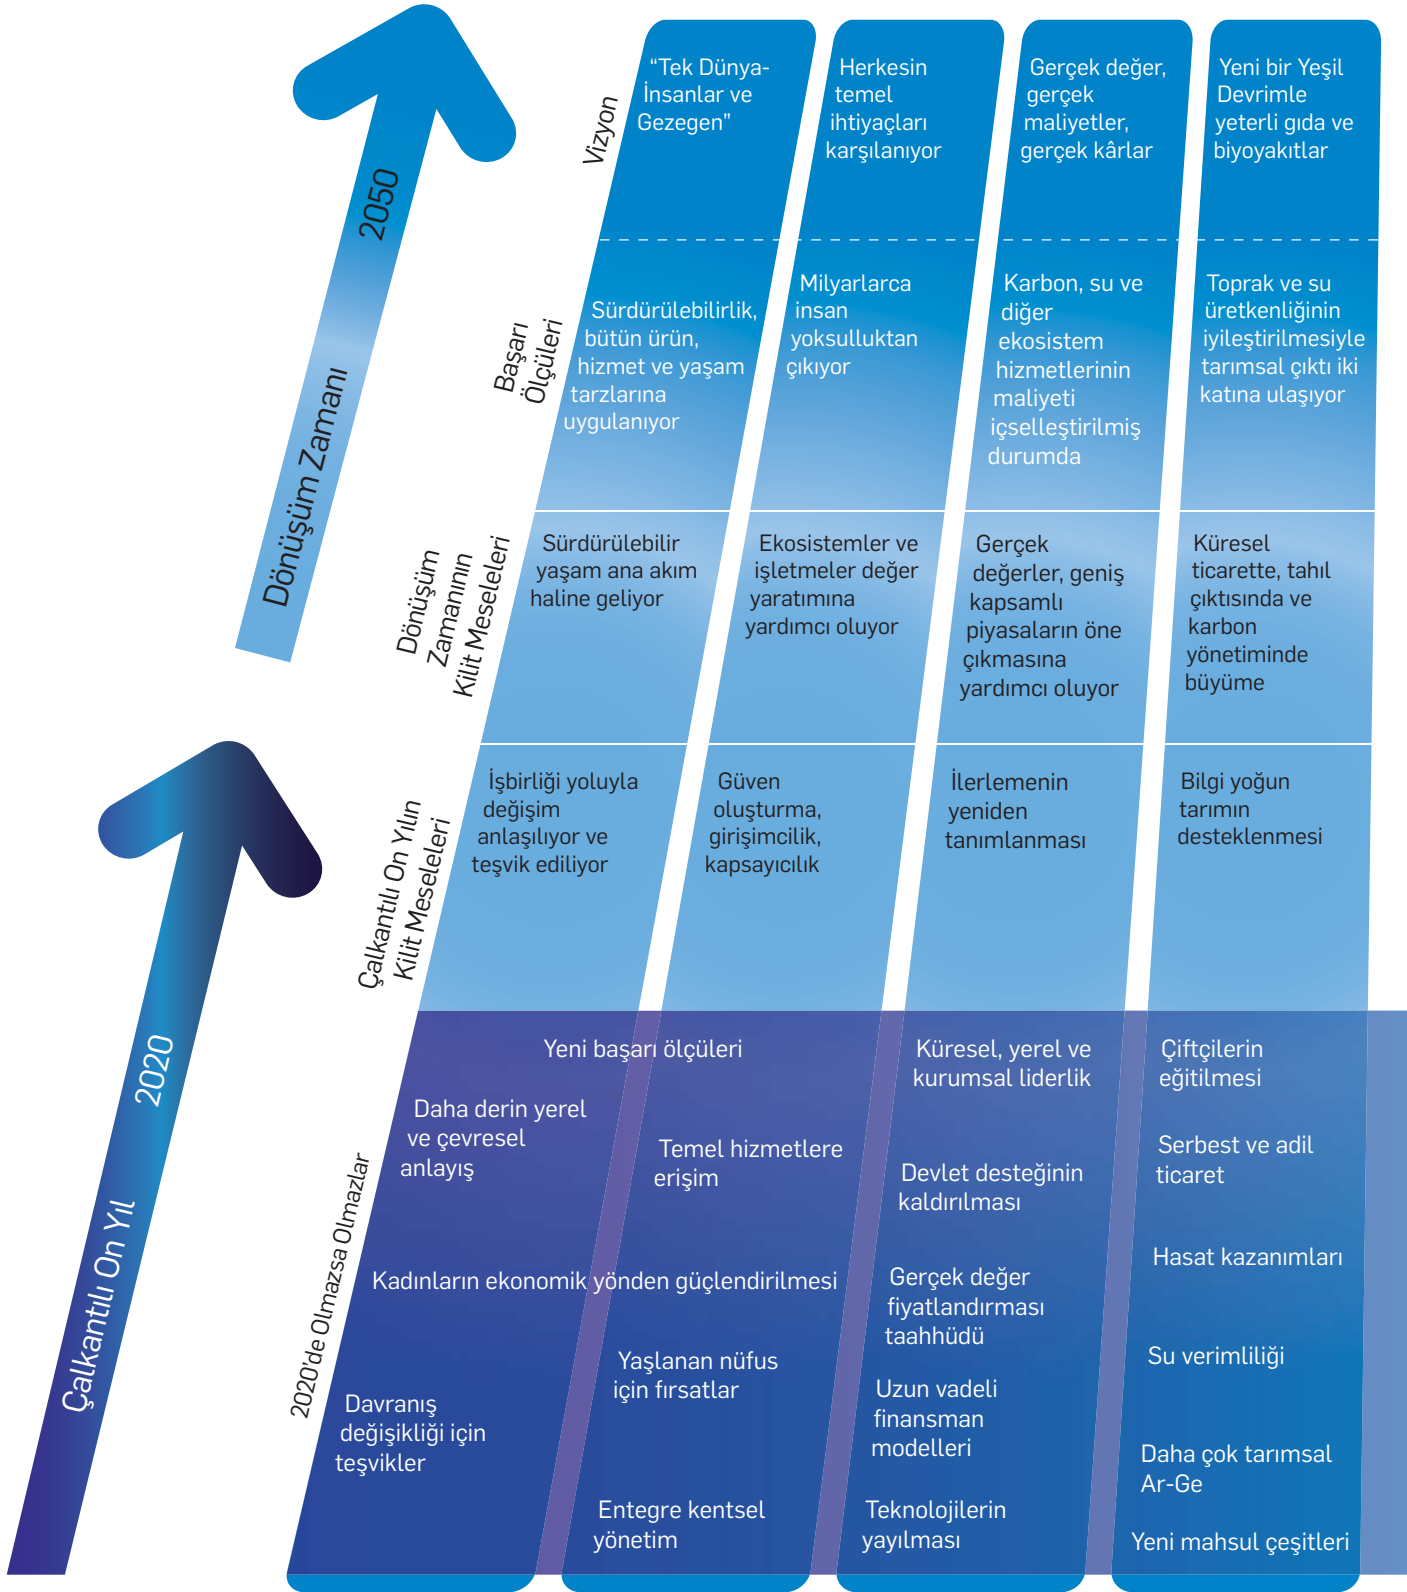 2050
Dönüşüm Zamanı
2020
Çalkantılı On Yıl
Vizyon
“Tek Dünya-
İnsanlar ve
Gezegen”
Herkesin
temel
ihtiyaçları
karşılanıyor
Gerçek değer,
gerçek
maliyetler,
gerçek kârlar
Yeni bir Yeşil
Devrimle
yeterli gıda ve
biyoyakıtlar
Başarı
Ölçüleri
Sürdürülebilirlik,
bütün ürün,
hizmet ve yaşam
tarzlarına
uygulanıyor
Milyarlarca
insan
yoksulluktan
çıkıyor
Karbon, su ve
diğer
ekosistem
hizmetlerinin
maliyeti
içselleştirilmiş
durumda
Toprak ve su
üretkenliğinin
iyileştirilmesiyle
tarımsal çıktı iki
katına ulaşıyor
Dönüşüm
Zamanının
Kilit Meseleleri
Sürdürülebilir
yaşam ana akım
haline geliyor
Ekosistemler ve
işletmeler değer
yaratımına
yardımcı oluyor
Gerçek
değerler, geniş
kapsamlı
piyasaların öne
çıkmasına
yardımcı oluyor
Küresel
ticarette, tahıl
çıktısında ve
karbon
yönetiminde
büyüme
Çalkantılı On Yılın
Kilit Meseleleri
İşbirliği yoluyla
değişim
anlaşılıyor ve
teşvik ediliyor
Güven
oluşturma,
girişimcilik,
kapsayıcılık
İlerlemenin
yeniden
tanımlanması
Bilgi yoğun
tarımın
desteklenmesi
2020’de Olmazsa Olmazlar
Yeni başarı ölçüleri
Daha derin yerel
ve çevresel
anlayış
Temel hizmetlere
erişim
Kadınların ekonomik yönden güçlendirilmesi
Yaşlanan nüfus
için fırsatlar
Davranış
değişikliği için
teşvikler
Entegre kentsel
yönetim
Küresel, yerel ve
kurumsal liderlik
Devlet desteğinin
kaldırılması
Gerçek değer
fiyatlandırması
taahhüdü
Uzun vadeli
finansman
modelleri
Teknolojilerin
yayılması
Çiftçilerin
eğitilmesi
Serbest ve adil
ticaret
Hasat kazanımları
Su verimliliği
Daha çok tarımsal
Ar-Ge
Yeni mahsul çeşitleri